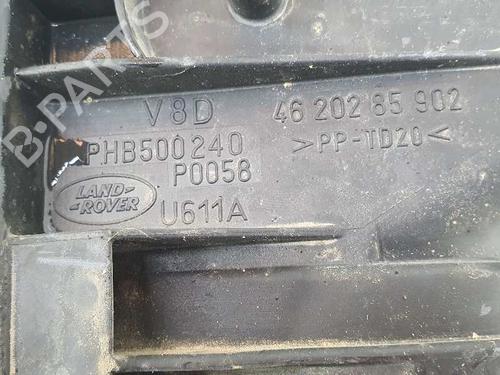 V8D 46 202 85 902
PHB500240 >PP-TD20<
P0058
LAND-
-ROVER
U611A
B-PARTS